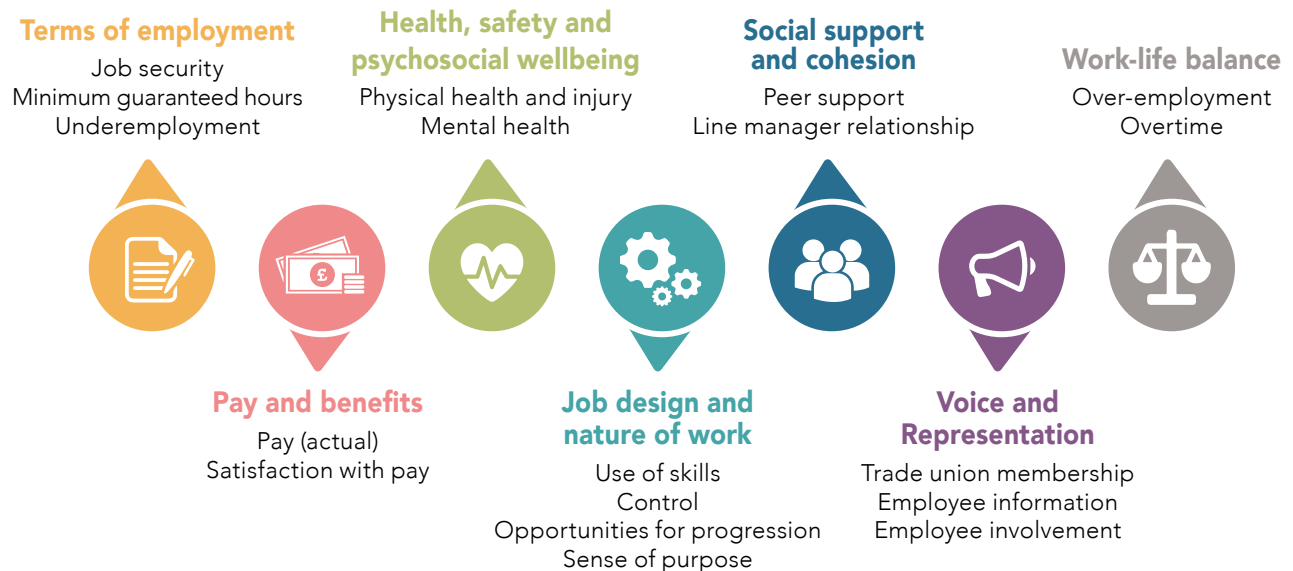 Terms of employment
Job security
Minimum guaranteed hours
Underemployment
£
Pay and benefits
Pay (actual)
Satisfaction with pay
Health, safety and
psychosocial wellbeing
Physical health and injury
Mental health
Job design and
nature of work
Use of skills
Control
Opportunities for progression
Sense of purpose
Social support
and cohesion
Peer support
Line manager relationship
Voice and
Representation
Trade union membership
Employee information
Employee involvement
Work-life balance
Over-employment
Overtime